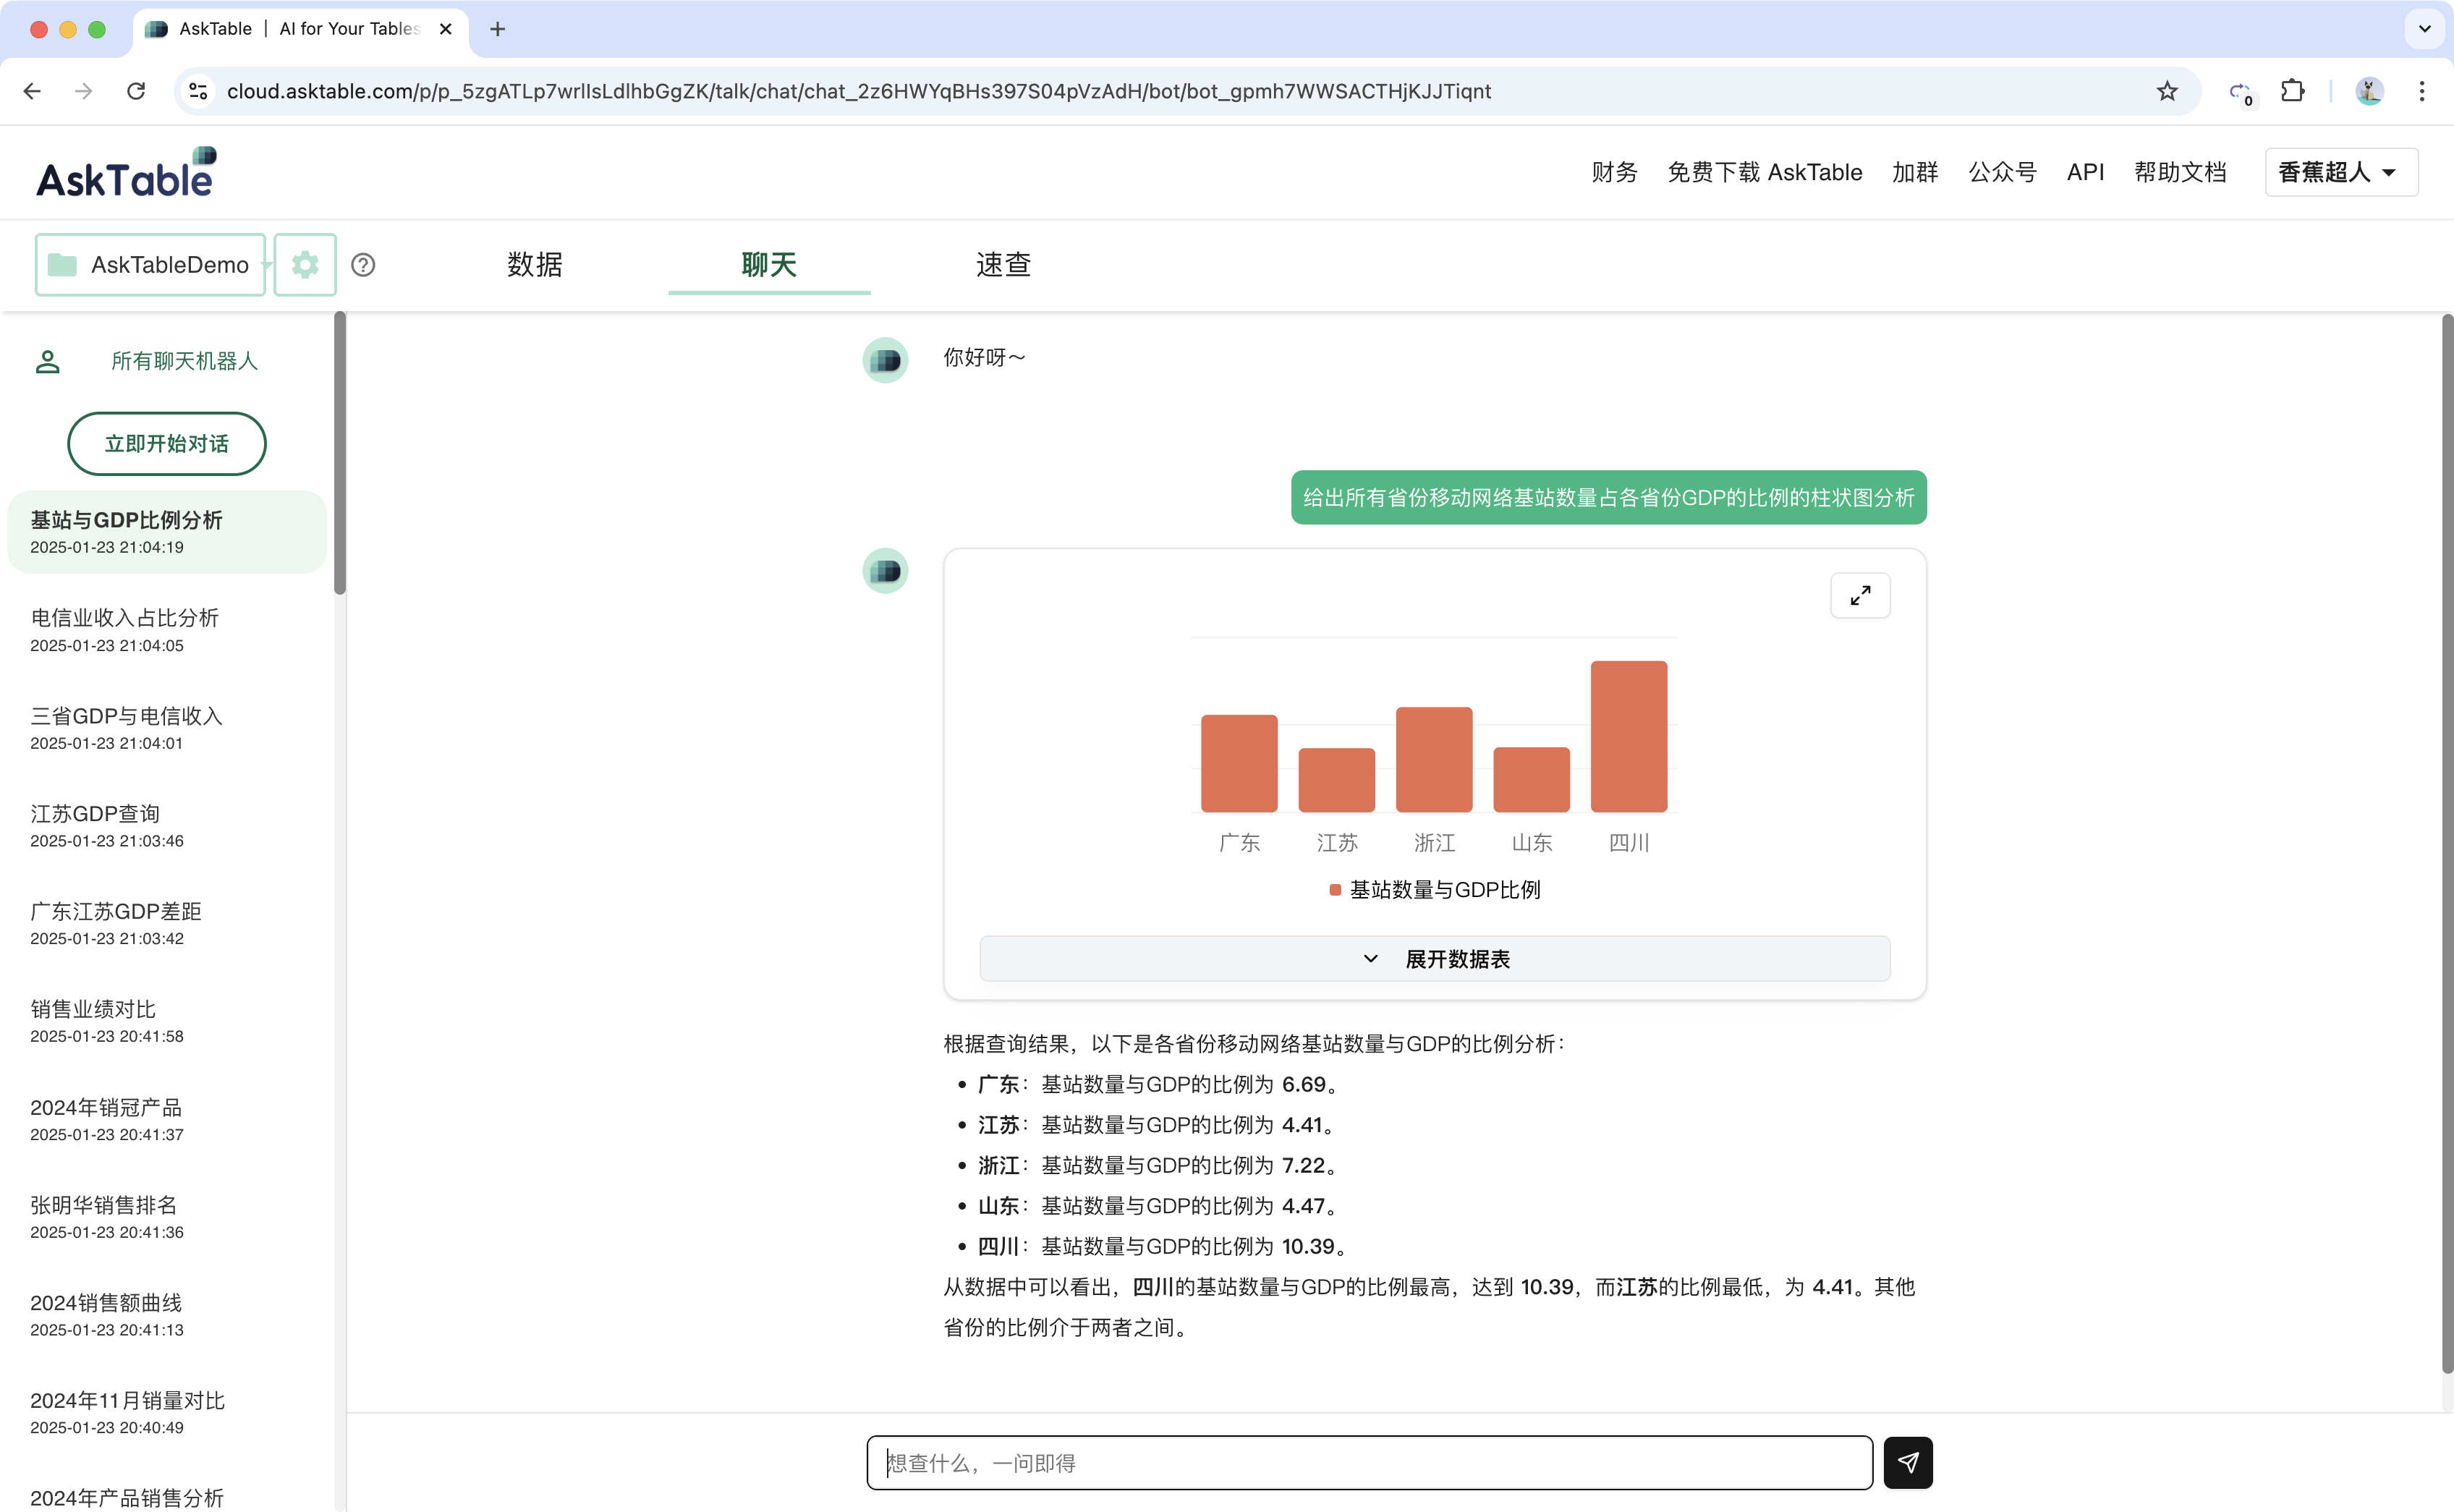 AskTable | AI for Your Tables
cloud.asktable.com/p/p_5zgATLp7wrlIsLdlhbGgZK/talk/chat/chat_2z6HWYqBHs397S04pVzAdH/bot/bot_gpmh7WWSACTHjKJJTiqnt
0
AskTable
财务 免费下载 AskTable 加群 公众号 API 帮助文档 香蕉超人
AskTableDemo
数据 聊天 速查
所有聊天机器人
立即开始对话
基站与GDP比例分析
2025-01-23 21:04:19
电信业收入占比分析
2025-01-23 21:04:05
三省GDP与电信收入
2025-01-23 21:04:01
江苏GDP查询
2025-01-23 21:03:46
广东江苏GDP差距
2025-01-23 21:03:42
销售业绩对比
2025-01-23 20:41:58
2024年销冠产品
2025-01-23 20:41:37
张明华销售排名
2025-01-23 20:41:36
2024销售额曲线
2025-01-23 20:41:13
2024年11月销量对比
2025-01-23 20:40:49
2024年产品销售分析
你好呀～
给出所有省份移动网络基站数量占各省份GDP的比例的柱状图分析
广东 江苏 浙江 山东 四川
基站数量与GDP比例
展开数据表
根据查询结果，以下是各省份移动网络基站数量与GDP的比例分析：
• 广东：基站数量与GDP的比例为 6.69。
• 江苏：基站数量与GDP的比例为 4.41。
• 浙江：基站数量与GDP的比例为 7.22。
• 山东：基站数量与GDP的比例为 4.47。
• 四川：基站数量与GDP的比例为 10.39。
从数据中可以看出，四川的基站数量与GDP的比例最高，达到 10.39，而江苏的比例最低，为 4.41。其他
省份的比例介于两者之间。
想查什么，一问即得